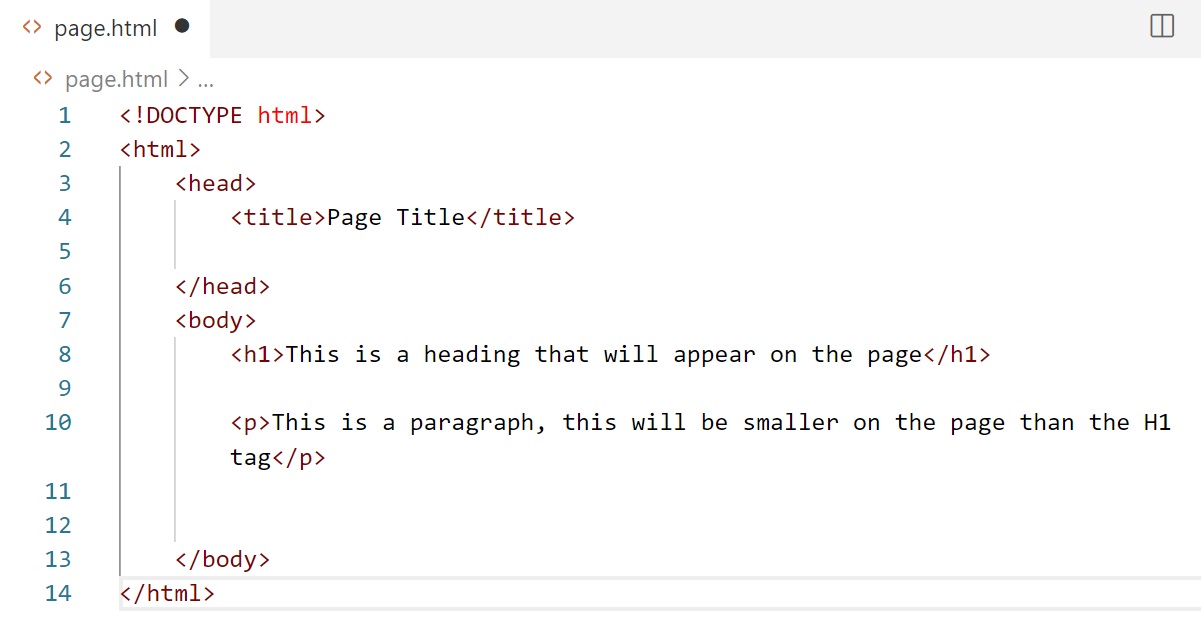 page.html
page.html > ...
1 <!DOCTYPE html>
2 <html>
3     <head>
4         <title>Page Title</title>
5
6     </head>
7     <body>
8         <h1>This is a heading that will appear on the page</h1>
9
10         <p>This is a paragraph, this will be smaller on the page than the H1
        tag</p>
11
12
13     </body>
14 </html>